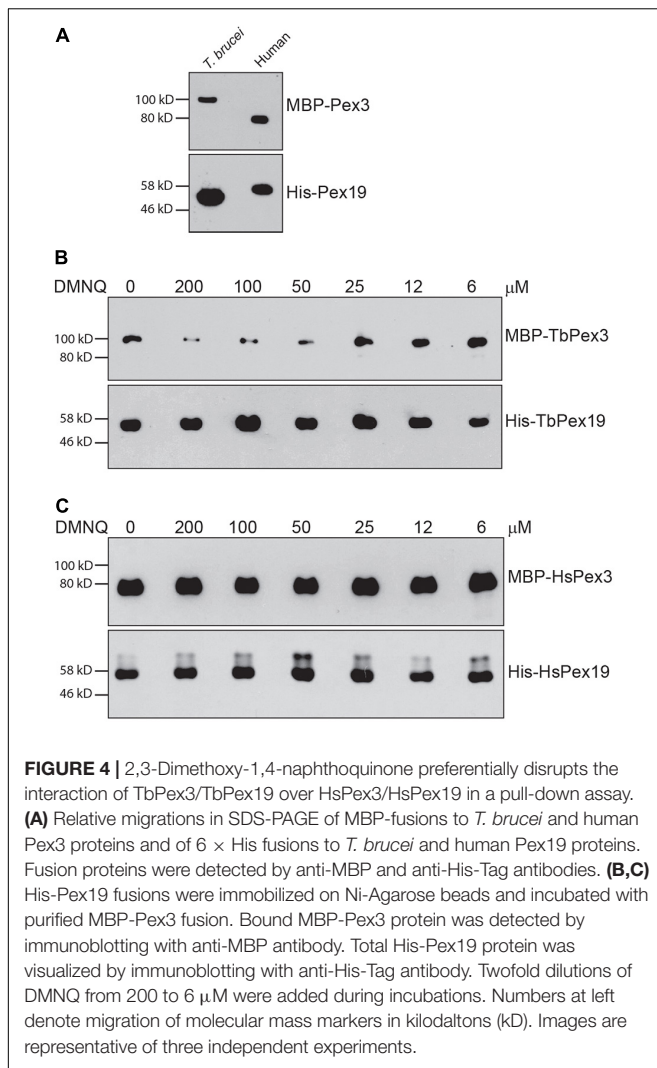 A
T. brucei Human
100 kD
80 kD
MBP-Pex3
58 kD
46 kD
His-Pex19
B
DMNQ 0 200 100 50 25 12 6 μM
100 kD
80 kD
MBP-TbPex3
58 kD
46 kD
His-TbPex19
C
DMNQ 0 200 100 50 25 12 6 μM
100 kD
80 kD
MBP-HsPex3
58 kD
46 kD
His-HsPex19
FIGURE 4 | 2,3-Dimethoxy-1,4-naphthoquinone preferentially disrupts the
interaction of TbPex3/TbPex19 over HsPex3/HsPex19 in a pull-down assay.
(A) Relative migrations in SDS-PAGE of MBP-fusions to T. brucei and human
Pex3 proteins and of 6 × His fusions to T. brucei and human Pex19 proteins.
Fusion proteins were detected by anti-MBP and anti-His-Tag antibodies. (B,C)
His-Pex19 fusions were immobilized on Ni-Agarose beads and incubated with
purified MBP-Pex3 fusion. Bound MBP-Pex3 protein was detected by
immunoblotting with anti-MBP antibody. Total His-Pex19 protein was
visualized by immunoblotting with anti-His-Tag antibody. Twofold dilutions of
DMNQ from 200 to 6 μM were added during incubations. Numbers at left
denote migration of molecular mass markers in kilodaltons (kD). Images are
representative of three independent experiments.